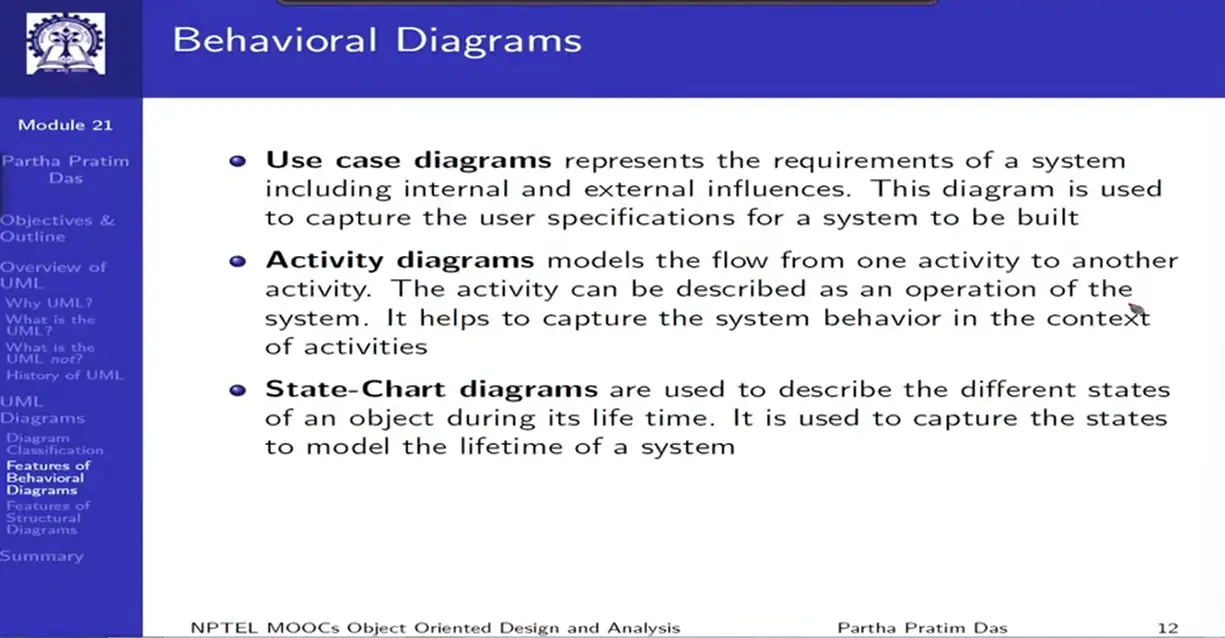 Behavioral Diagrams
Module 21
Partha Pratim
Das
Objectives &
Outline
Overview of
UML
Why UML?
What is the
UML?
What is the
UML not?
History of UML
UML
Diagrams
Diagram
Classification
Features of
Behavioral
Diagrams
Features of
Structural
Diagrams
Summary
Use case diagrams represents the requirements of a system
including internal and external influences. This diagram is used
to capture the user specifications for a system to be built
Activity diagrams models the flow from one activity to another
activity. The activity can be described as an operation of the
system. It helps to capture the system behavior in the context
of activities
State-Chart diagrams are used to describe the different states
of an object during its life time. It is used to capture the states
to model the lifetime of a system
NPTEL MOOCs Object Oriented Design and Analysis Partha Pratim Das 12